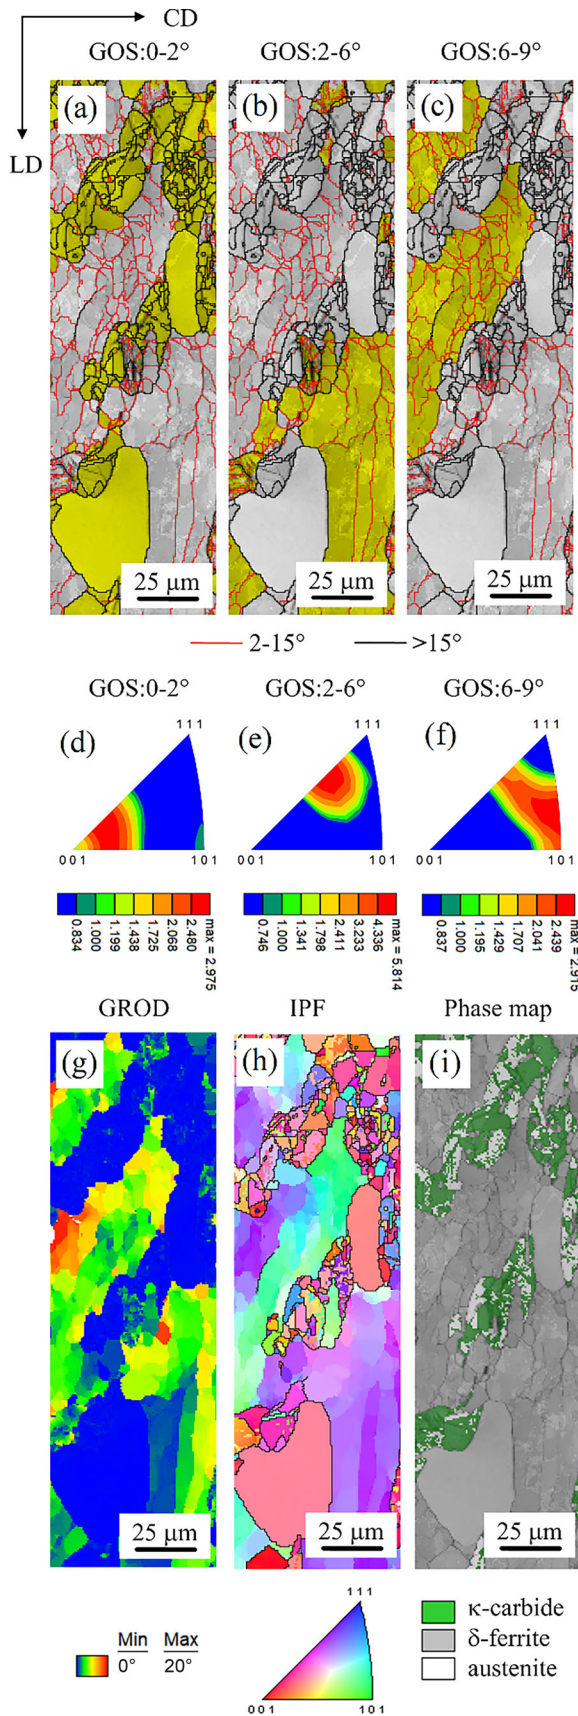 CD
LD
GOS:0-2° GOS:2-6° GOS:6-9°
(a) (b) (c)
25 μm 25 μm 25 μm
2-15° >15°
GOS:0-2° GOS:2-6° GOS:6-9°
(d) (e) (f)
111 111 111
001 101 001 101 001 101
0.834 1.000 1.199 1.438 1.725 2.068 2.480 max = 2.975
0.746 1.000 1.341 1.798 2.411 3.233 4.336 max = 5.814
0.837 1.000 1.195 1.429 1.707 2.041 2.439 max = 2.915
GROD IPF Phase map
(g) (h) (i)
25 μm 25 μm 25 μm
Min Max
0° 20°
111
001 101
κ-carbide
δ-ferrite
austenite